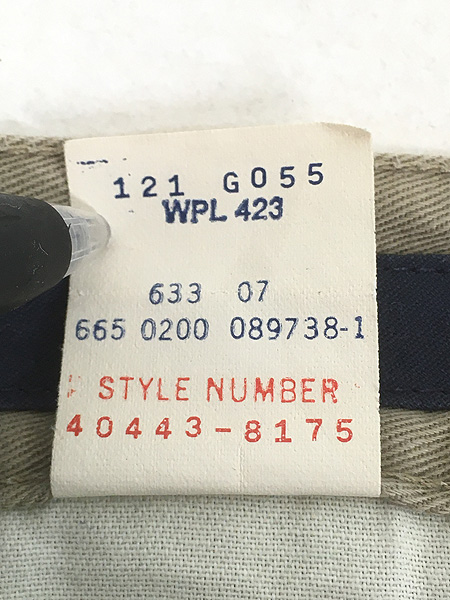 121 G055
WPL 423
633 07
665 0200 089738-1
STYLE NUMBER
40443-8175